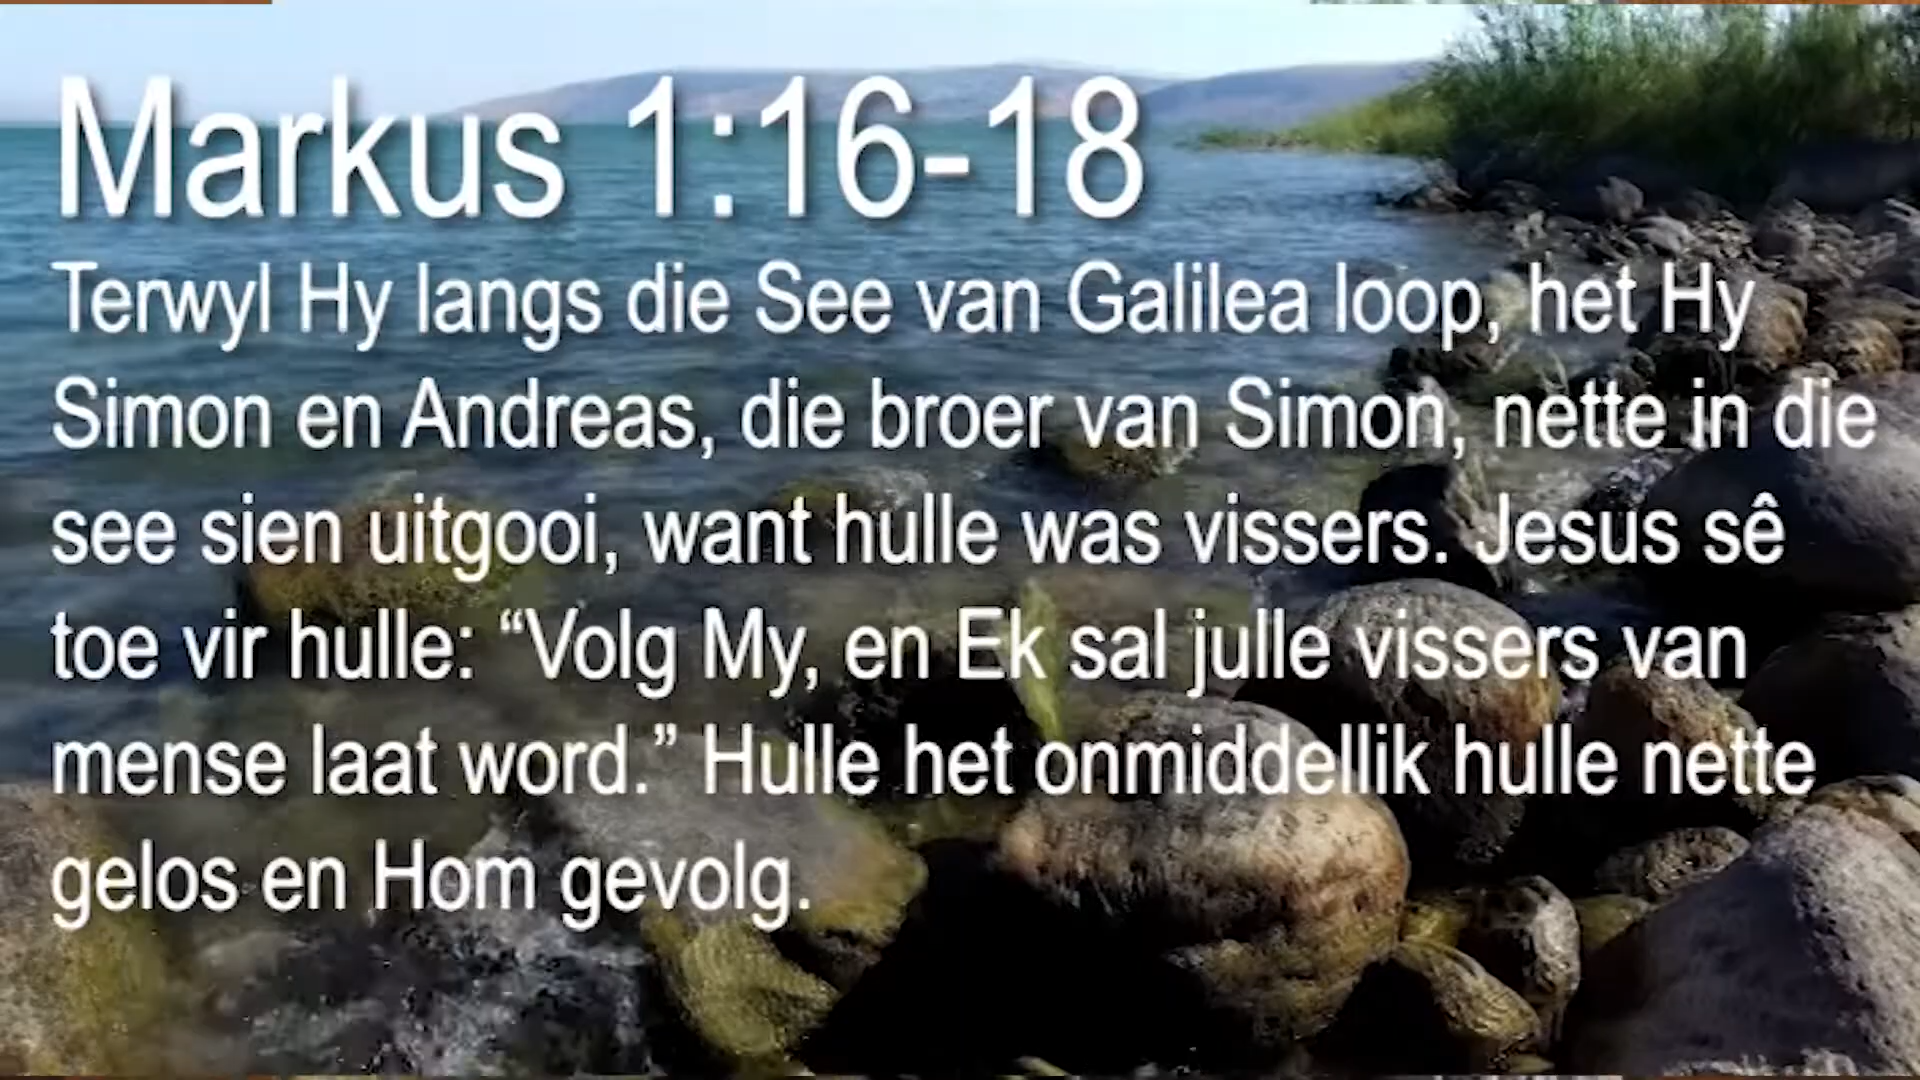 Markus 1:16-18
Terwyl Hy langs die See van Galilea loop, het Hy
Simon en Andreas, die broer van Simon, nette in die
see sien uitgooi, want hulle was vissers. Jesus sê
toe vir hulle: “Volg My, en Ek sal julle vissers van
mense laat word.” Hulle het onmiddellik hulle nette
gelos en Hom gevolg.